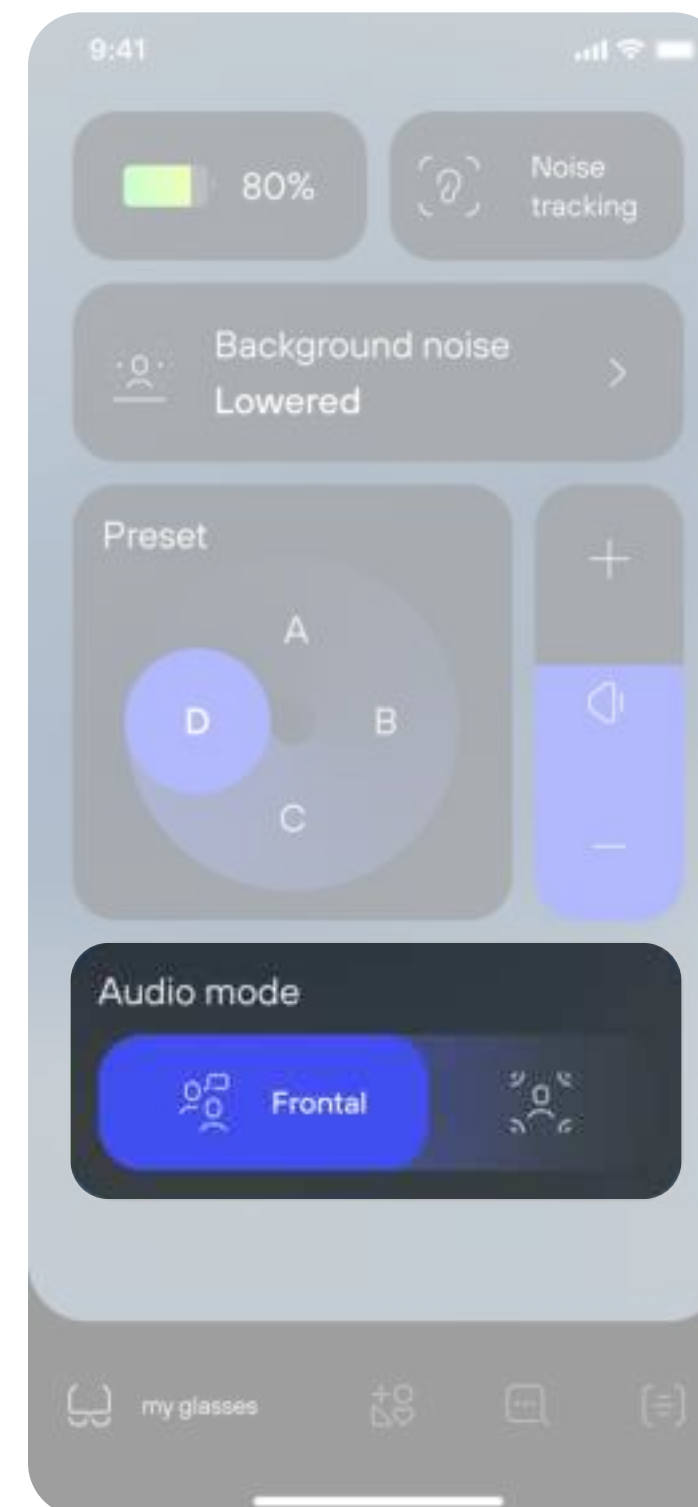 9:41
80%
Noise
tracking
Background noise
Lowered
Preset
A
D
B
C
Audio mode
Frontal
my glasses